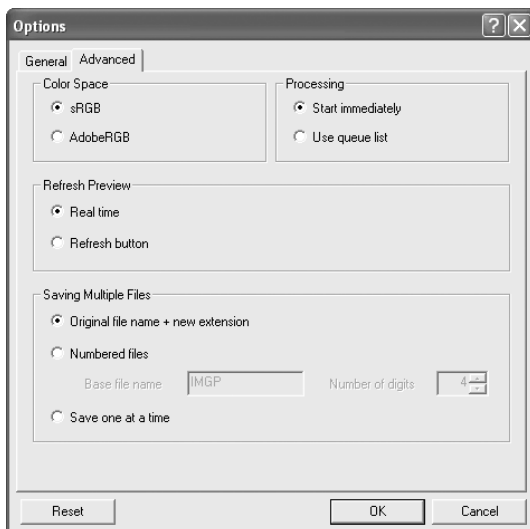 Options
General Advanced
Color Space
sRGB
AdobeRGB
Processing
Start immediately
Use queue list
Refresh Preview
Real time
Refresh button
Saving Multiple Files
Original file name + new extension
Numbered files
Base file name IMGP Number of digits 4
Save one at a time
Reset OK Cancel